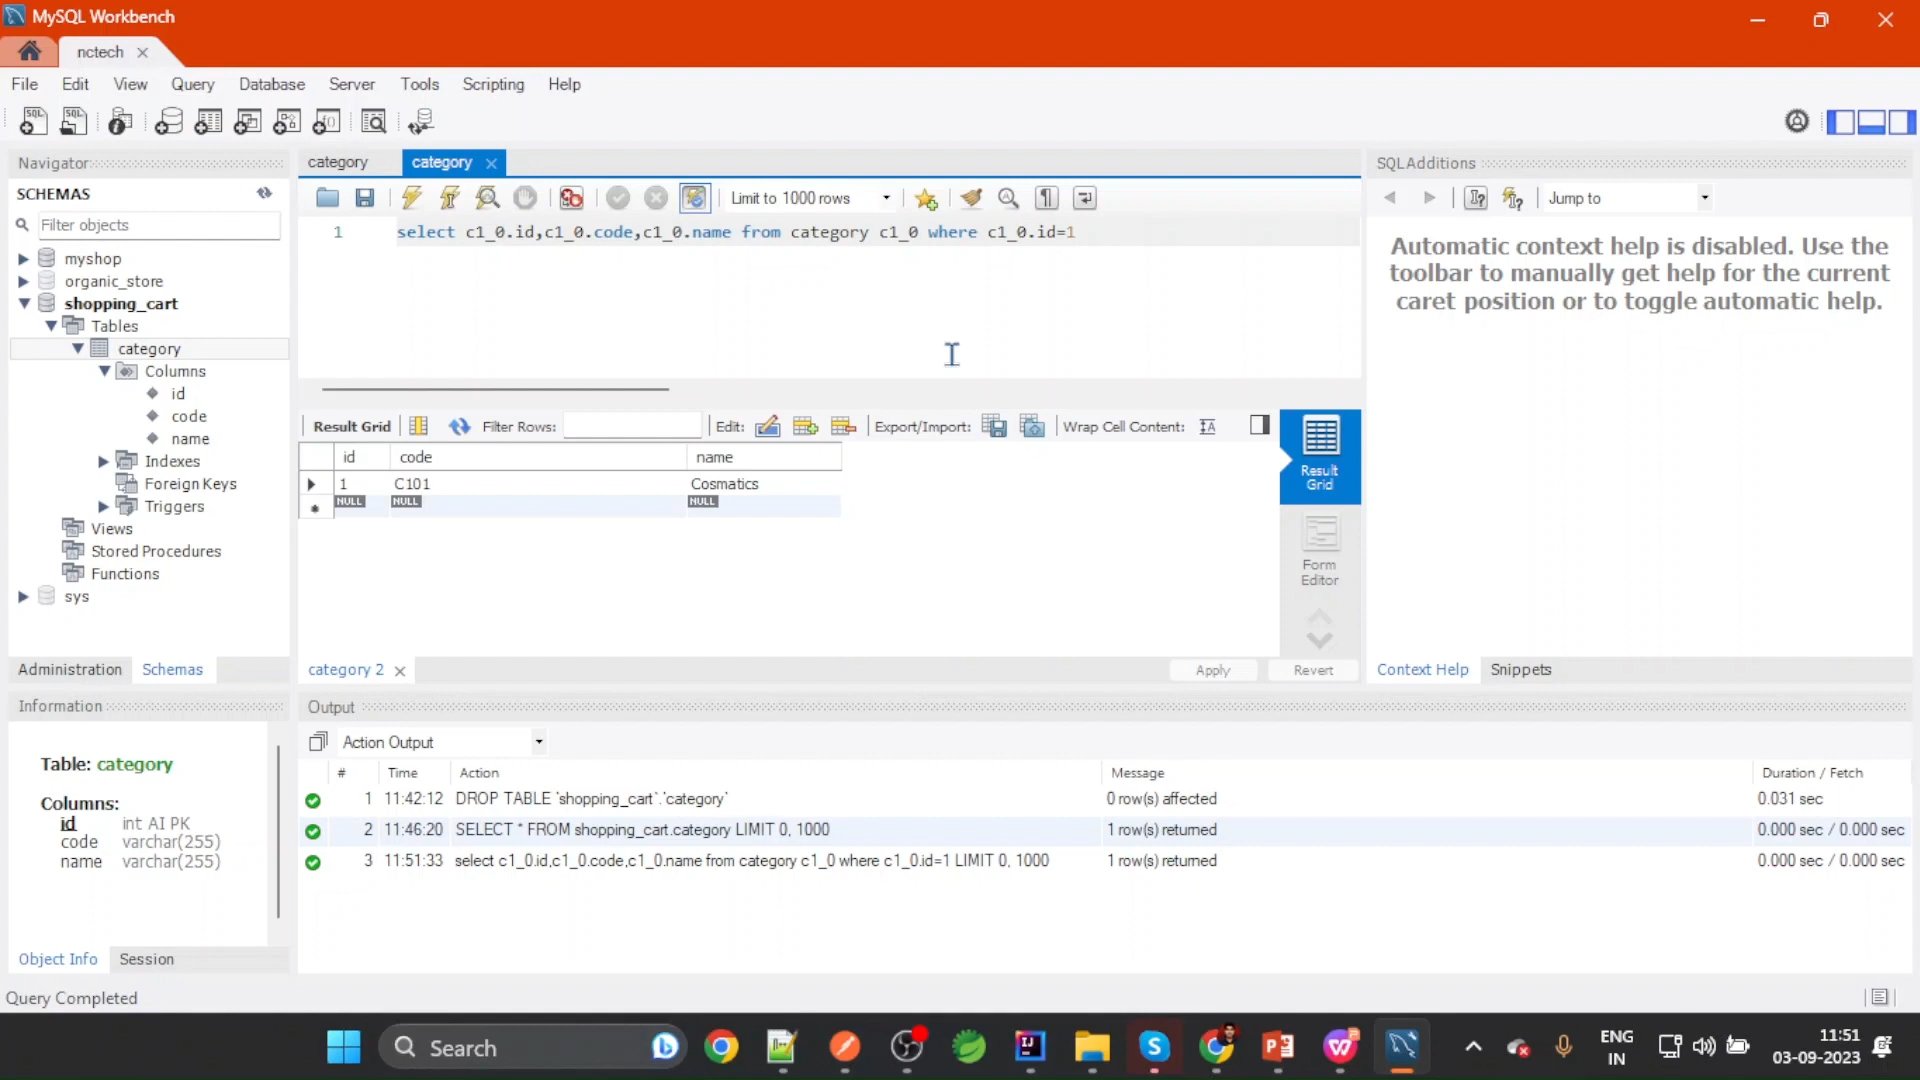 MySQL Workbench
nctech
File Edit View Query Database Server Tools Scripting Help
Navigator
SCHEMAS
Filter objects
myshop
organic_store
shopping_cart
Tables
category
Columns
id
code
name
Indexes
Foreign Keys
Triggers
Views
Stored Procedures
Functions
sys
Administration Schemas
category category
Limit to 1000 rows
1 select c1_0.id,c1_0.code,c1_0.name from category c1_0 where c1_0.id=1
Result Grid Filter Rows: Edit: Export/Import: Wrap Cell Content:
id code name
1 C101 Cosmatics
NULL NULL NULL
Result
Grid
Form
Editor
category 2
Apply Revert
SQLAdditions
Jump to
Automatic context help is disabled. Use the
toolbar to manually get help for the current
caret position or to toggle automatic help.
Context Help Snippets
Information
Table: category
Columns:
id int AI PK
code varchar(255)
name varchar(255)
Object Info Session
Output
Action Output
# Time Action Message Duration / Fetch
1 11:42:12 DROP TABLE `shopping_cart`.`category` 0 row(s) affected 0.031 sec
2 11:46:20 SELECT * FROM shopping_cart.category LIMIT 0, 1000 1 row(s) returned 0.000 sec / 0.000 sec
3 11:51:33 select c1_0.id,c1_0.code,c1_0.name from category c1_0 where c1_0.id=1 LIMIT 0, 1000 1 row(s) returned 0.000 sec / 0.000 sec
Query Completed
Search
ENG
IN
11:51
03-09-2023